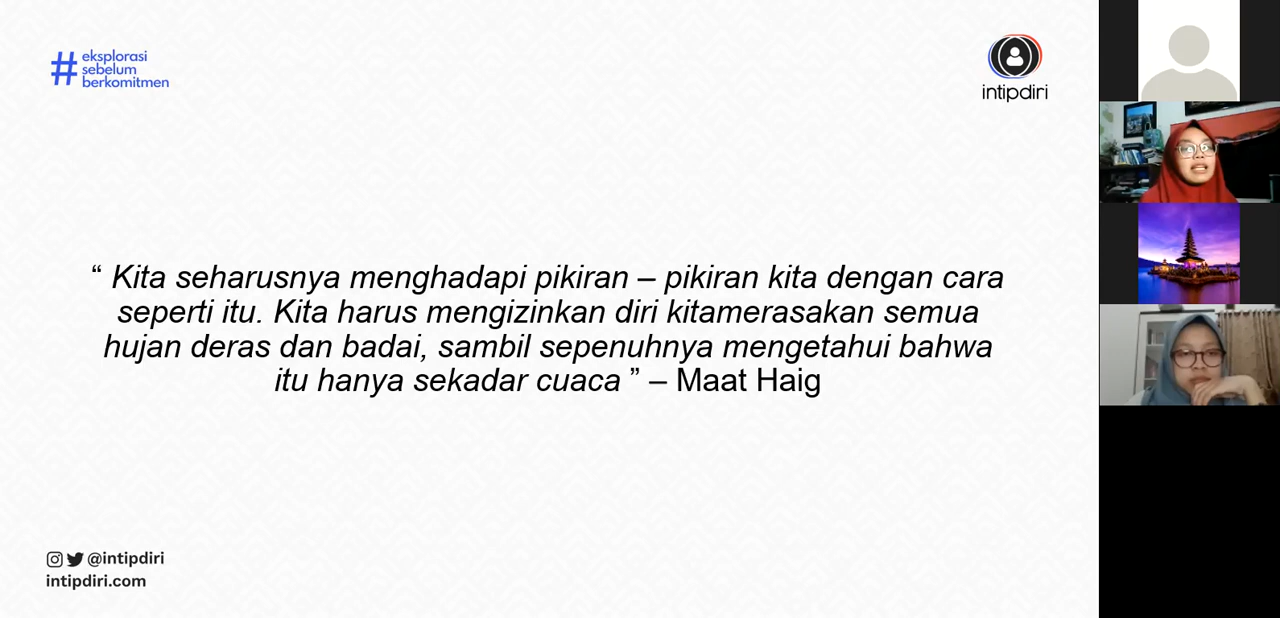 #eksplorasi
sebelum
berkomitmen
intipdiri
“ Kita seharusnya menghadapi pikiran – pikiran kita dengan cara
seperti itu. Kita harus mengizinkan diri kitamerasakan semua
hujan deras dan badai, sambil sepenuhnya mengetahui bahwa
itu hanya sekadar cuaca ” – Maat Haig
@intipdiri
intipdiri.com